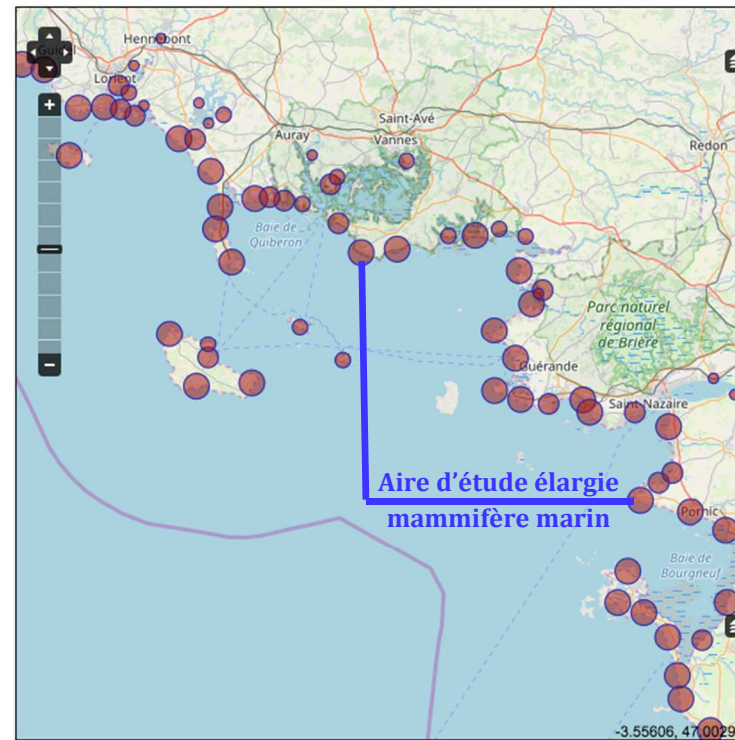 Hennebont
Guidel
Lorient
Saint-Avé
Auray
Vannes
Redon
Baie de
Quiberon
Parc naturel
régional
de Brière
Guérande
Saint-Nazaire
Aire d’étude élargie
mammifère marin
Pornic
Baie de
Bourgneuf
-3.55606, 47.0029